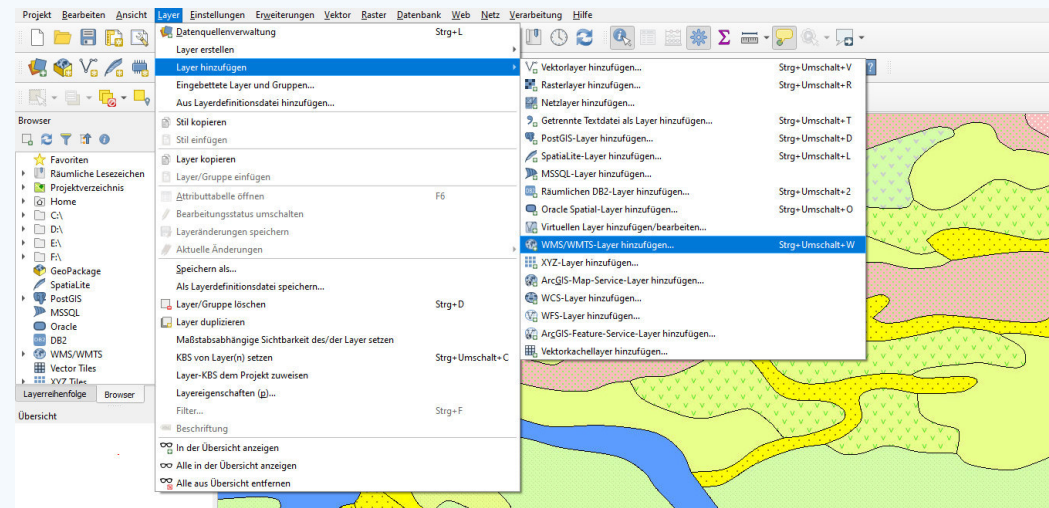 Projekt Bearbeiten Ansicht Layer Einstellungen Erweiterungen Vektor Raster Datenbank Web Netz Verarbeitung Hilfe
Datenquellenverwaltung Strg+L
Layer erstellen
Layer hinzufügen
Eingebettete Layer und Gruppen...
Aus Layerdefinitionsdatei hinzufügen...
Stil kopieren
Stil einfügen
Layer kopieren
Layer/Gruppe einfügen
Attributtabelle öffnen F6
Bearbeitungsstatus umschalten
Layeränderungen speichern
Aktuelle Änderungen
Speichern als...
Als Layerdefinitionsdatei speichern...
Layer/Gruppe löschen Strg+D
Layer duplizieren
Maßstabsabhängige Sichtbarkeit des/der Layer setzen
KBS von Layer(n) setzen Strg+Umschalt+C
Layer-KBS dem Projekt zuweisen
Layereigenschaften (p)...
Filter... Strg+F
Beschriftung
In der Übersicht anzeigen
Alle in der Übersicht anzeigen
Alle aus Übersicht entfernen
Vektorlayer hinzufügen... Strg+Umschalt+V
Rasterlayer hinzufügen... Strg+Umschalt+R
Netzlayer hinzufügen...
Getrennte Textdatei als Layer hinzufügen... Strg+Umschalt+T
PostGIS-Layer hinzufügen... Strg+Umschalt+D
SpatiaLite-Layer hinzufügen... Strg+Umschalt+L
MSSQL-Layer hinzufügen...
Räumlichen DB2-Layer hinzufügen... Strg+Umschalt+2
Oracle Spatial-Layer hinzufügen... Strg+Umschalt+O
Virtuellen Layer hinzufügen/bearbeiten...
WMS/WMTS-Layer hinzufügen... Strg+Umschalt+W
XYZ-Layer hinzufügen...
ArcGIS-Map-Service-Layer hinzufügen...
WCS-Layer hinzufügen...
WFS-Layer hinzufügen...
ArcGIS-Feature-Service-Layer hinzufügen...
Vektorkachellayer hinzufügen...
Browser
Favoriten
Räumliche Lesezeichen
Projektverzeichnis
Home
C:\
D:\
E:\
F:\
GeoPackage
SpatiaLite
PostGIS
MSSQL
Oracle
DB2
WMS/WMTS
Vector Tiles
XYZ Tiles
Layerreihenfolge Browser
Übersicht